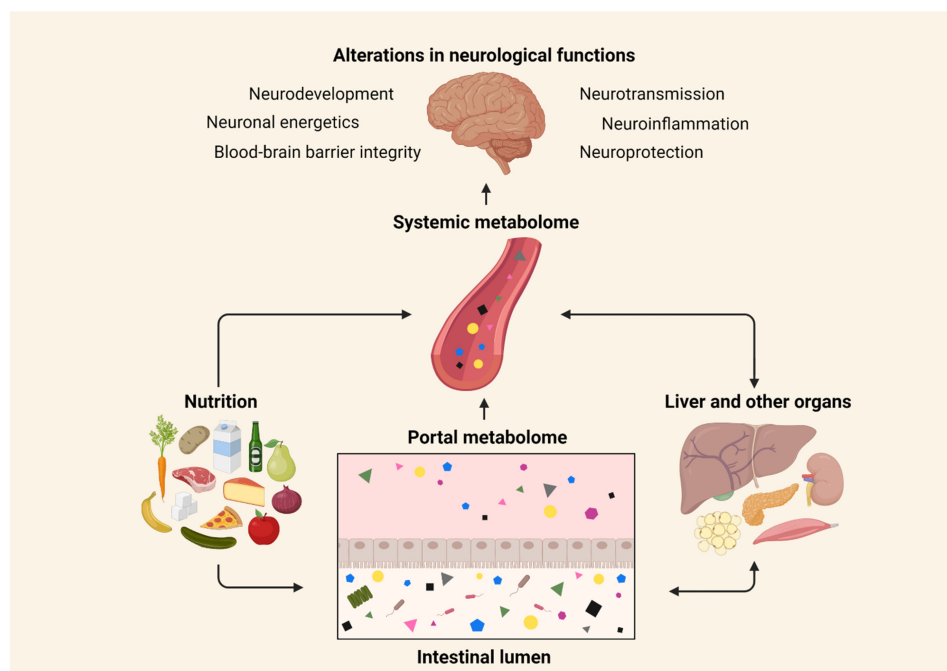 Alterations in neurological functions
Neurodevelopment
Neurotransmission
Neuronal energetics
Neuroinflammation
Blood-brain barrier integrity
Neuroprotection
Systemic metabolome
Nutrition
Liver and other organs
Portal metabolome
Intestinal lumen